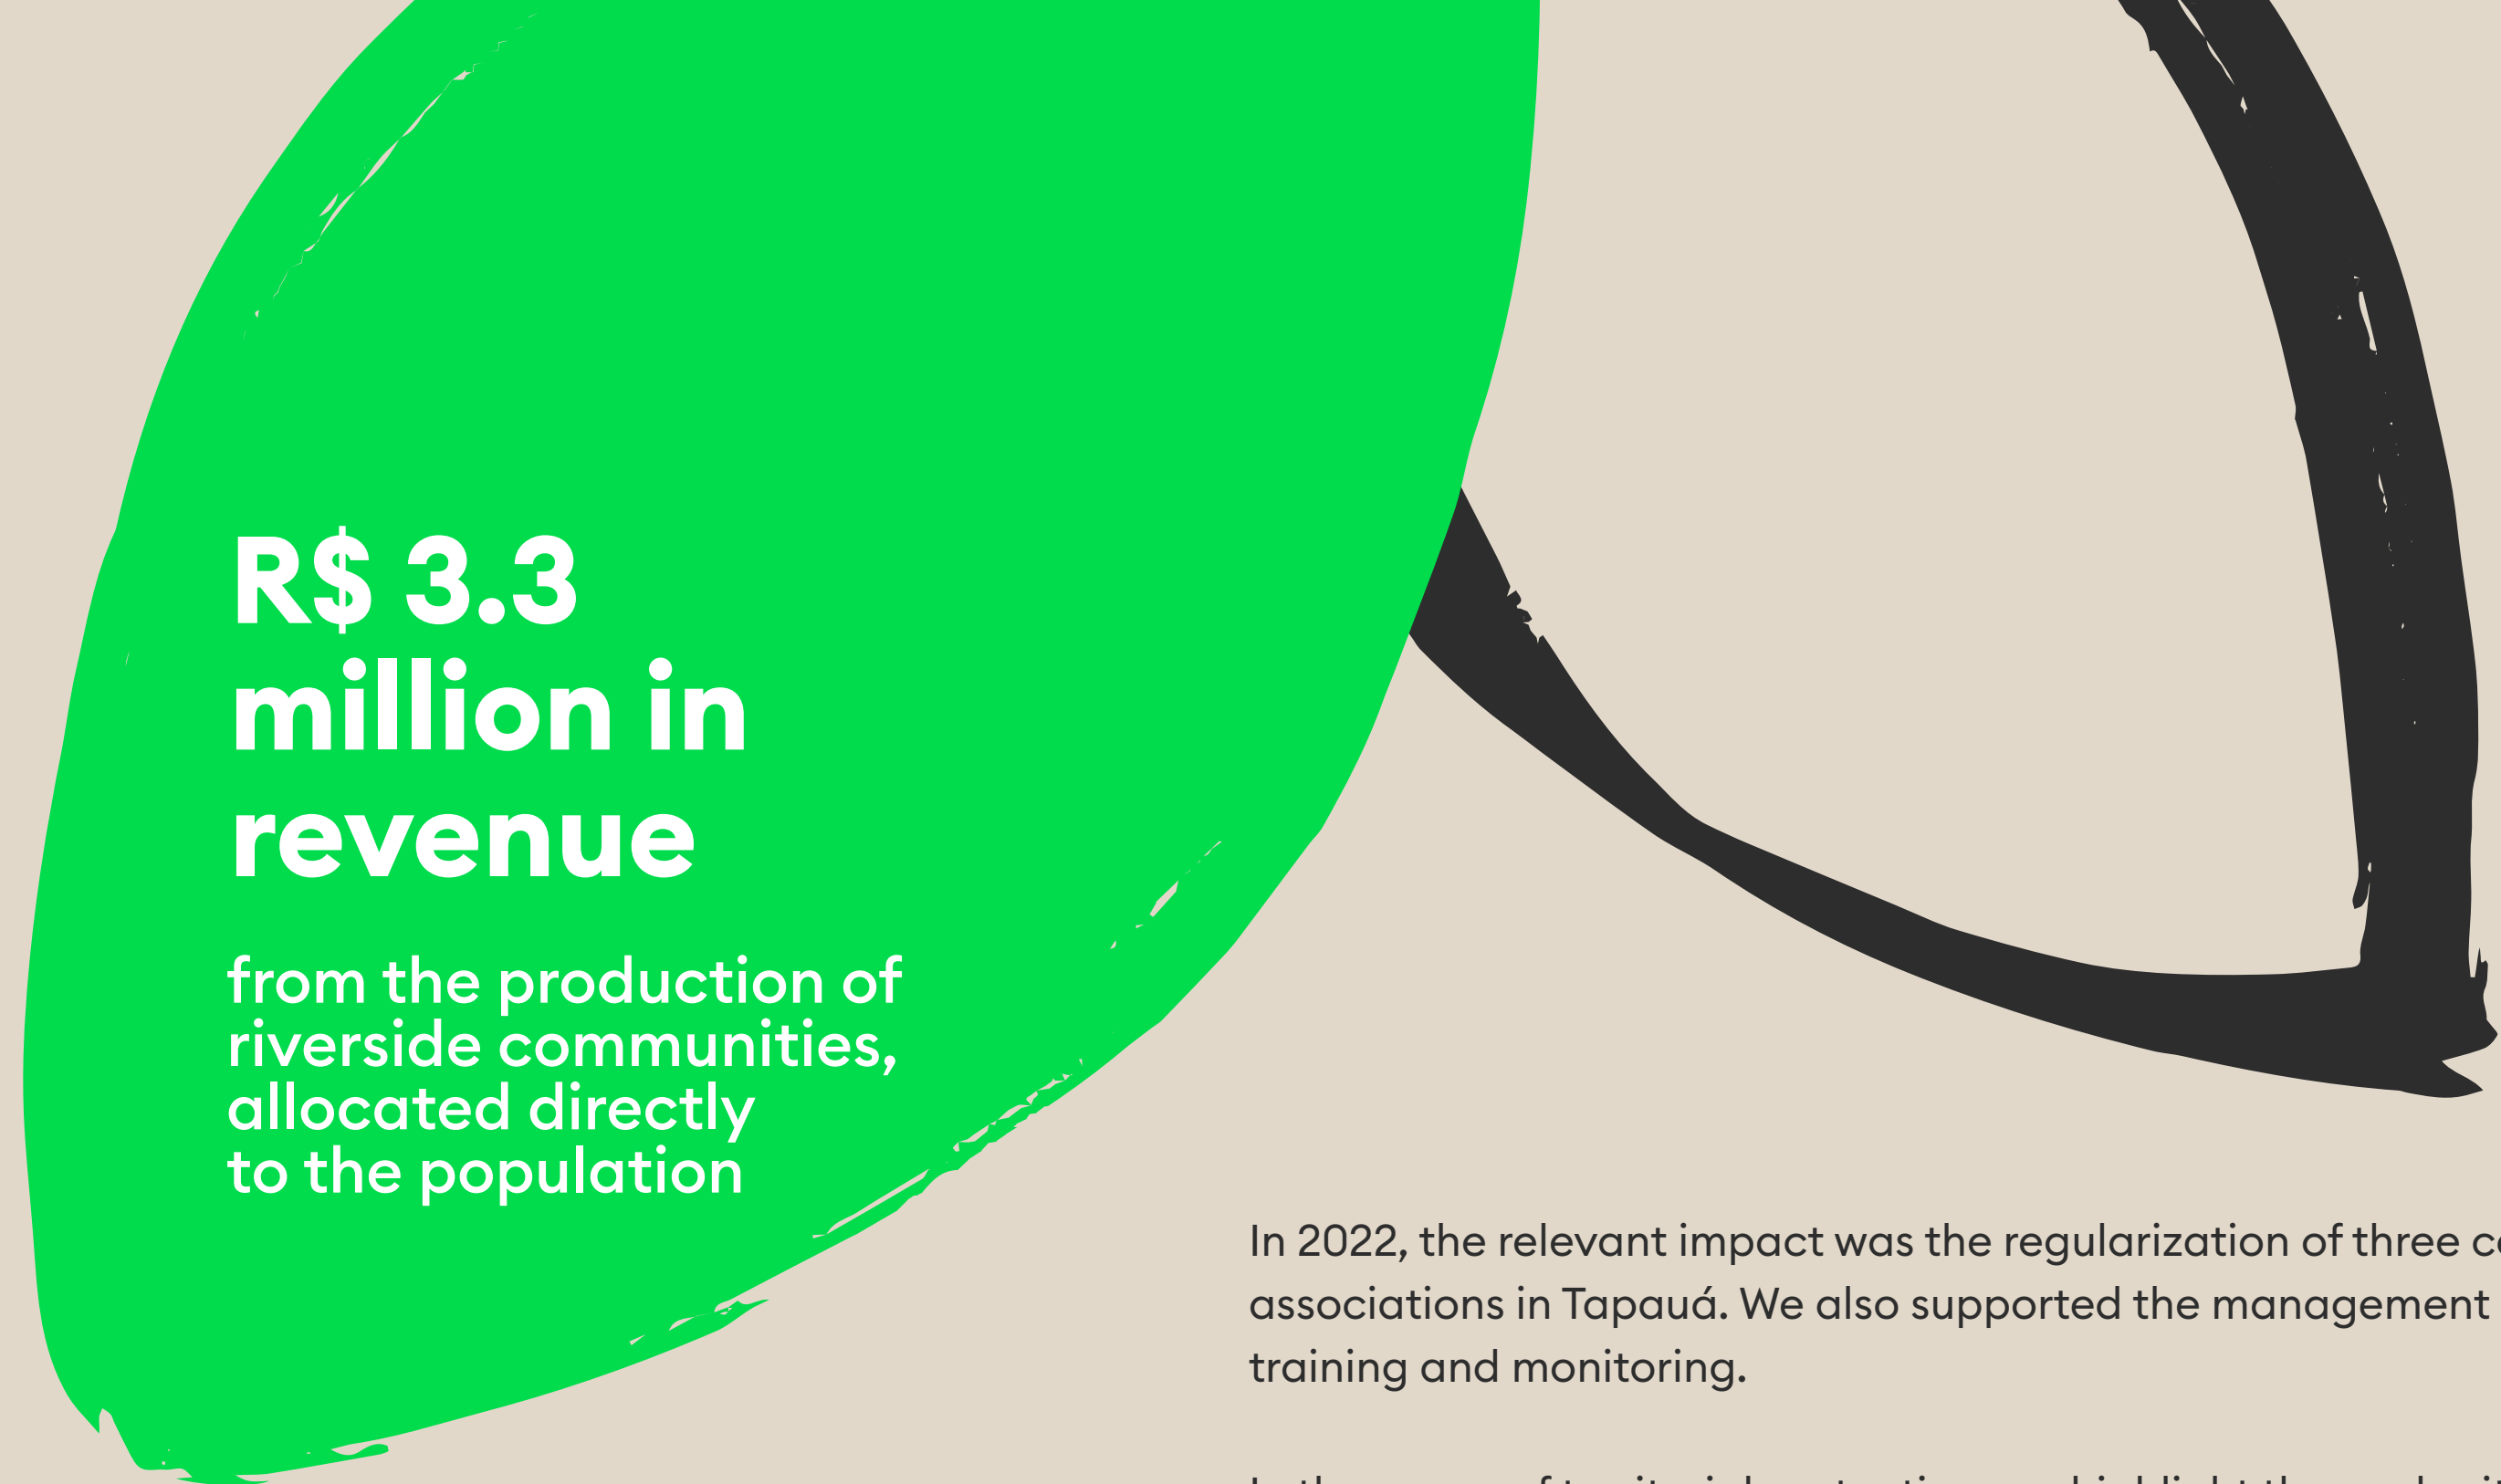 R$ 3.3
million in
revenue
from the production of
riverside communities,
allocated directly
to the population
In 2022, the relevant impact was the regularization of three
associations in Tapauá. We also supported the management
training and monitoring.